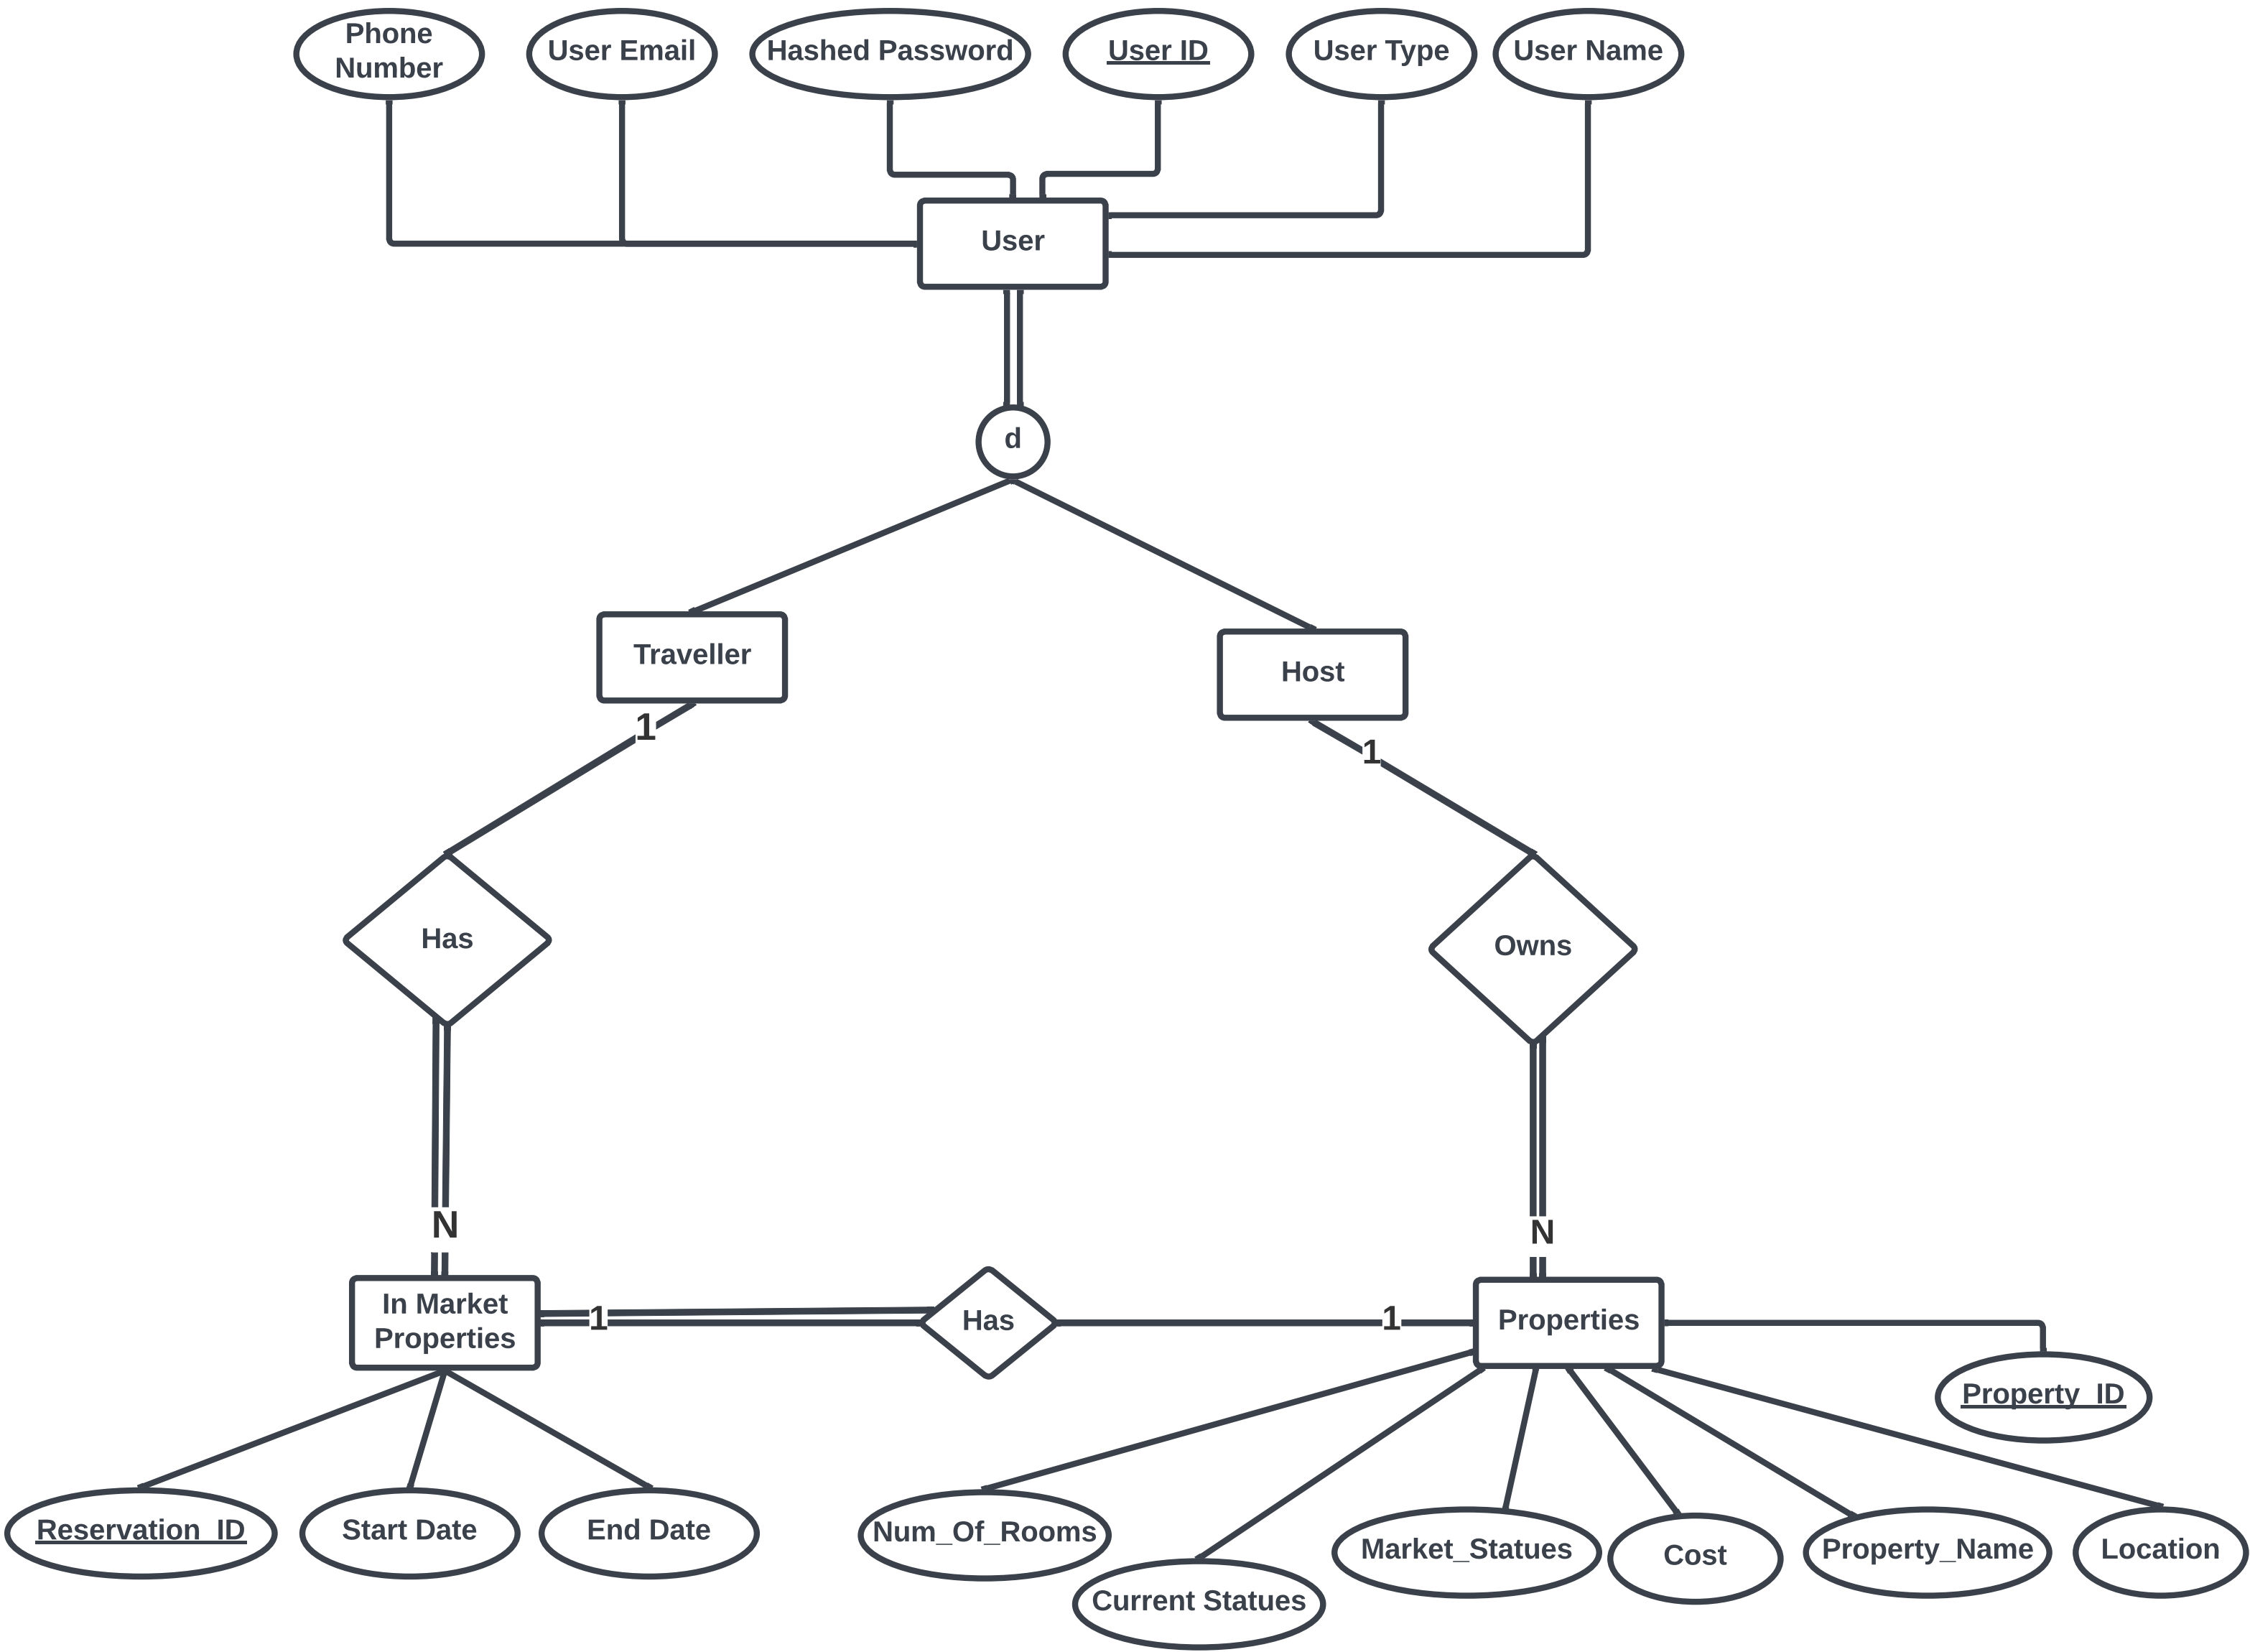 Phone
Number
User Email
Hashed Password
User ID
User Type
User Name
User
d
Traveller
Host
1
1
Has
Owns
N
N
In Market
Properties
1
Has
1
Properties
Property_ID
Reservation_ID
Start Date
End Date
Num_Of_Rooms
Current Statues
Market_Statues
Cost
Property_Name
Location